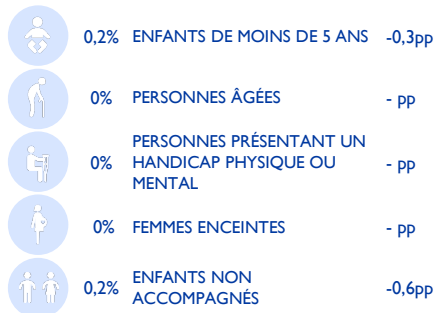 0,2% ENFANTS DE MOINS DE 5 ANS -0,3pp
0% PERSONNES ÂGÉES - pp
PERSONNES PRÉSENTANT UN
0% HANDICAP PHYSIQUE OU - pp
MENTAL
0% FEMMES ENCEINTES - pp
ENFANTS NON
0,2% ACCOMPAGNÉS -0,6pp